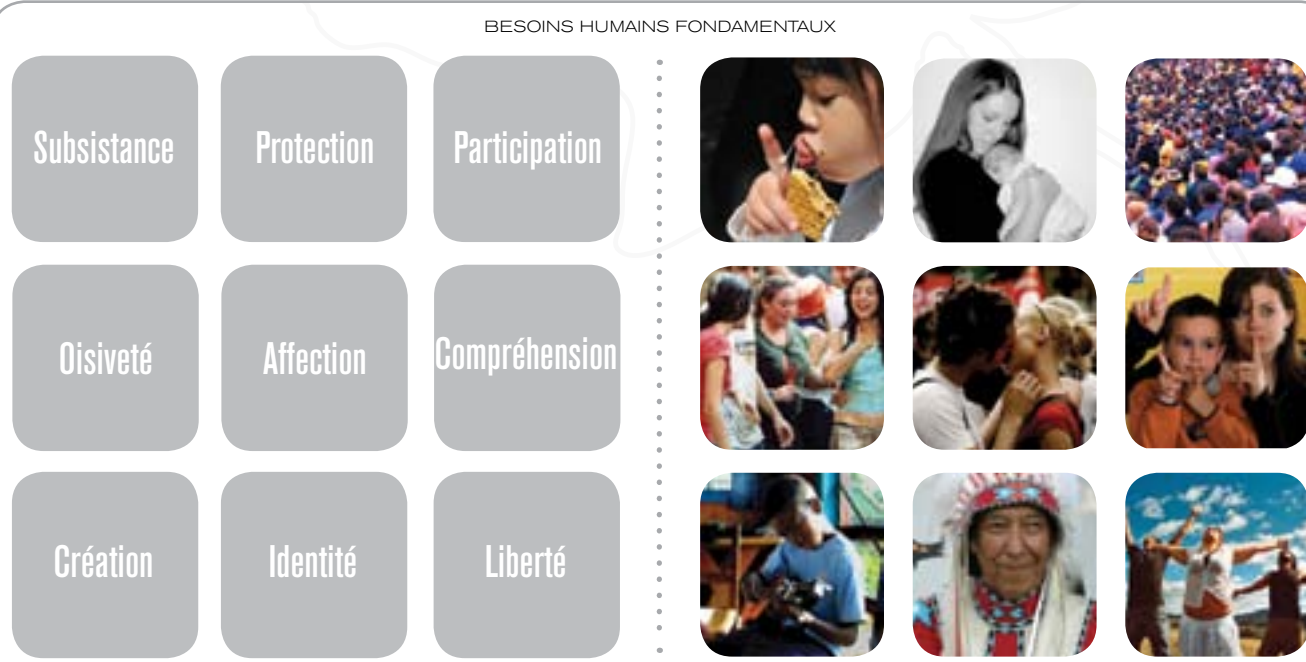 BESOINS HUMAINS FONDAMENTAUX
Subsistance
Protection
Participation
Oisiveté
Affection
Compréhension
Création
Identité
Liberté